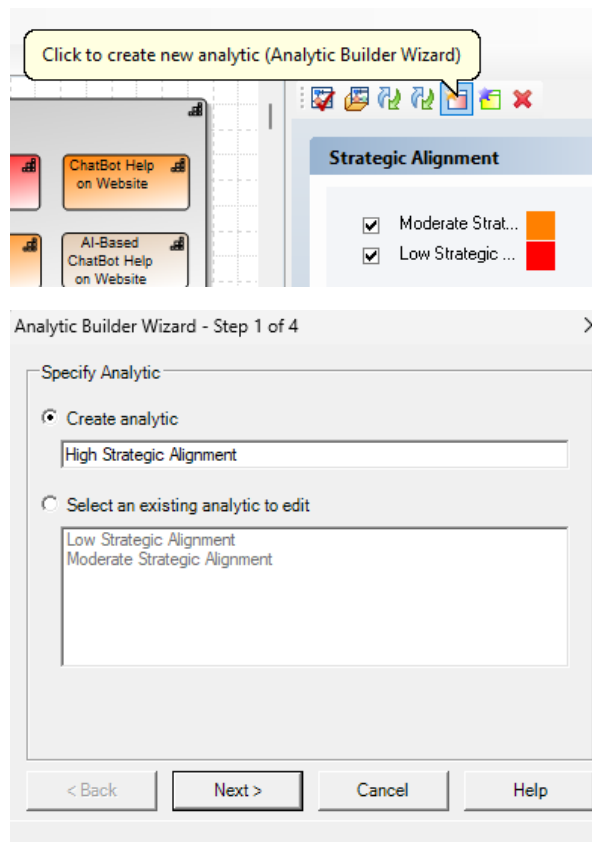 Click to create new analytic (Analytic Builder Wizard)
ChatBot Help
on Website
AI-Based
ChatBot Help
on Website
Strategic Alignment
Moderate Strat...
Low Strategic ...
Analytic Builder Wizard - Step 1 of 4
Specify Analytic
Create analytic
High Strategic Alignment
Select an existing analytic to edit
Low Strategic Alignment
Moderate Strategic Alignment
< Back
Next >
Cancel
Help